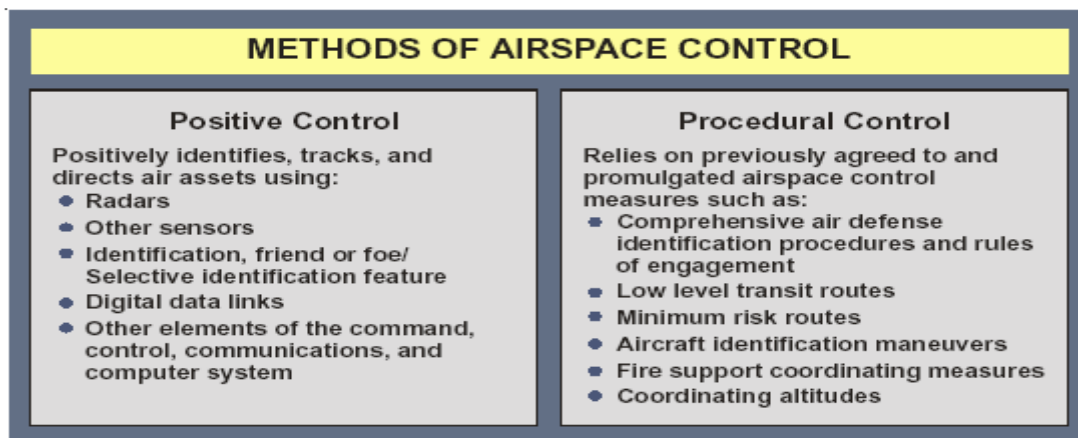 METHODS OF AIRSPACE CONTROL
Positive Control
Positively identifies, tracks, and
directs air assets using:
Radars
Other sensors
Identification, friend or foe/
Selective identification feature
Digital data links
Other elements of the command,
control, communications, and
computer system
Procedural Control
Relies on previously agreed to and
promulgated airspace control
measures such as:
Comprehensive air defense
identification procedures and rules
of engagement
Low level transit routes
Minimum risk routes
Aircraft identification maneuvers
Fire support coordinating measures
Coordinating altitudes